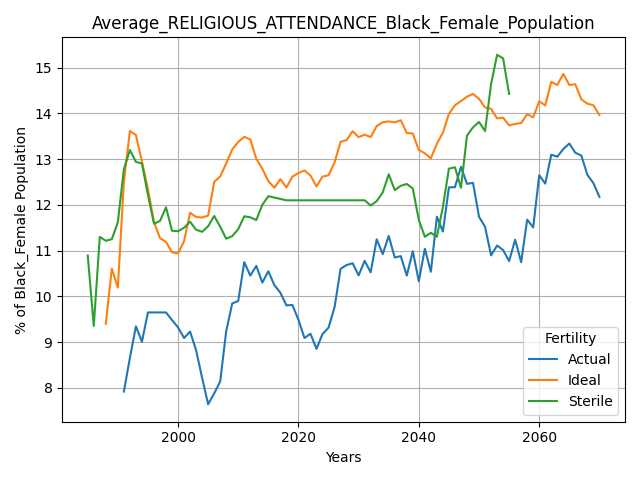 Average_RELIGIOUS_ATTENDANCE_Black_Female_Population
% of Black_Female Population
15
14
13
12
11
10
9
8
2000 2020 2040 2060
Years
Fertility
Actual
Ideal
Sterile